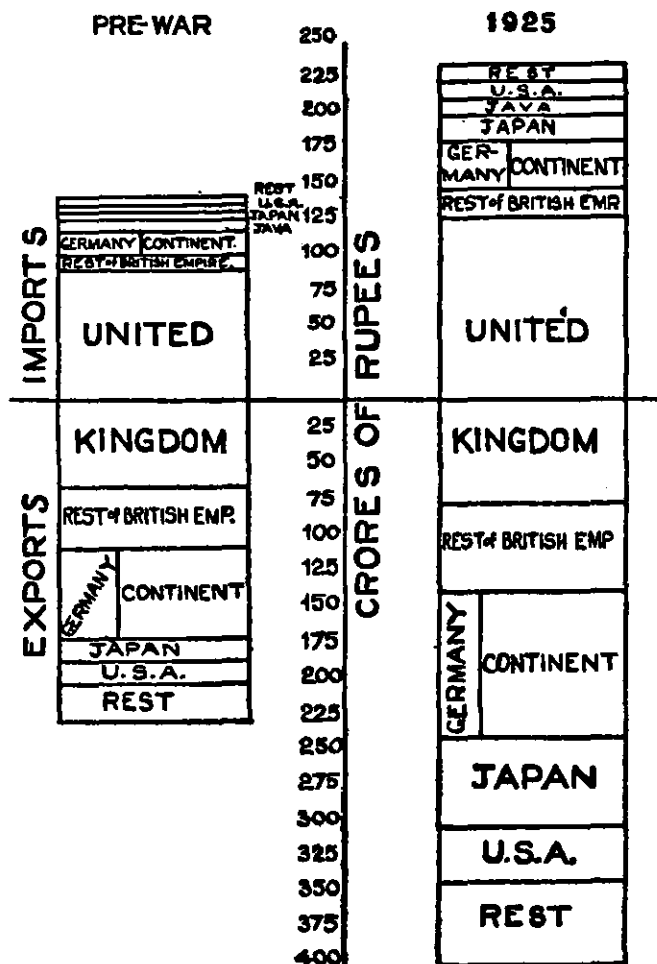 PRE-WAR
IMPORTS
EXPORTS
REST
U.S.A.
JAPAN
JAVA
GERMANY
CONTINENT.
REST of BRITISH EMPIRE.
UNITED
KINGDOM
REST of BRITISH EMP.
GERMANY
CONTINENT
JAPAN
U.S.A.
REST
CRORES OF RUPEES
250
225
200
175
150
125
100
75
50
25
25
50
75
100
125
150
175
200
225
250
275
300
325
350
375
400
1925
REST
U.S.A.
JAVA
JAPAN
GER-
MANY
CONTINENT
REST of BRITISH EMR
UNITED
KINGDOM
REST of BRITISH EMP
GERMANY
CONTINENT
JAPAN
U.S.A.
REST